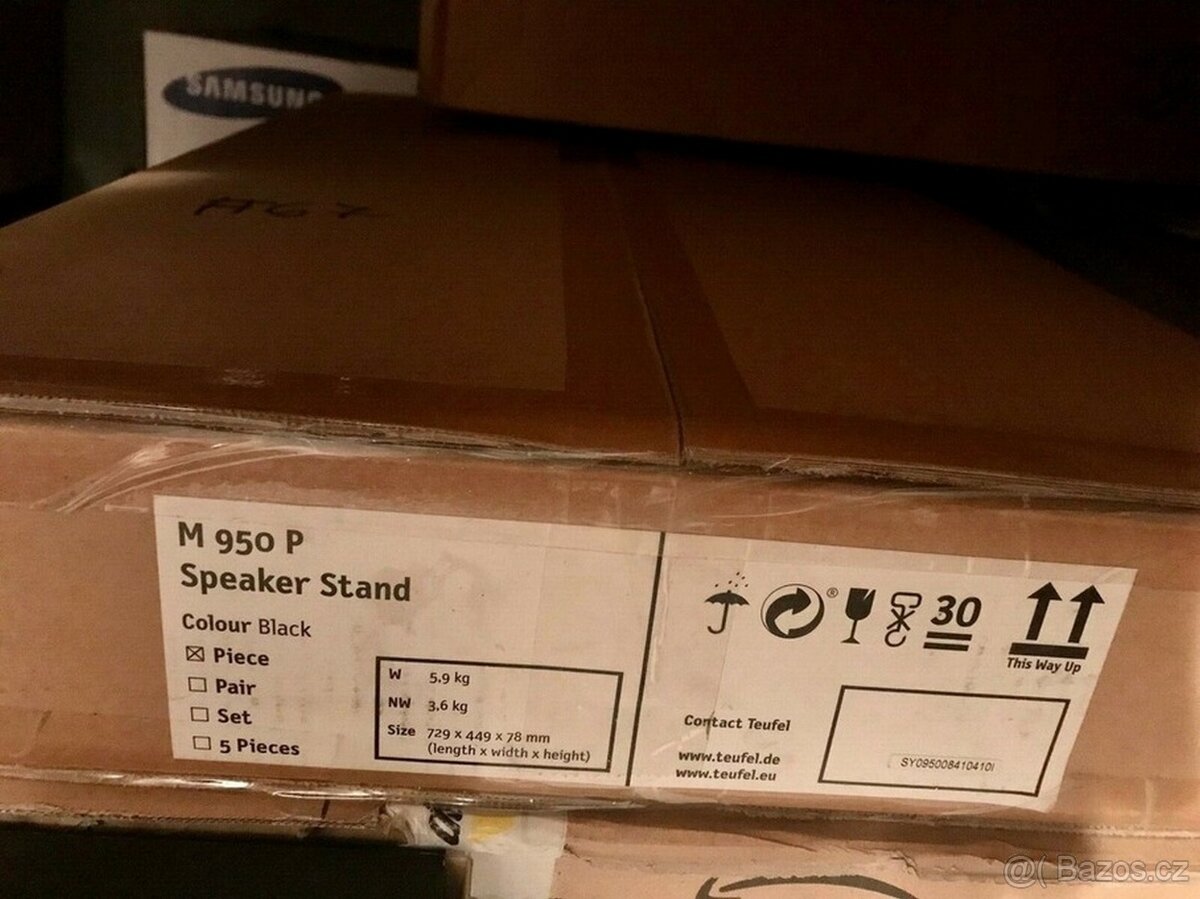 SAMSUNG
M 950 P
Speaker Stand
Colour Black
Piece
Pair
Set
5 Pieces
W 5,9 kg
NW 3,6 kg
Size 729 x 449 x 78 mm
(length x width x height)
®
30
This Way Up
Contact Teufel
www.teufel.de
www.teufel.eu
SY095008410410I
@( Bazos.cz